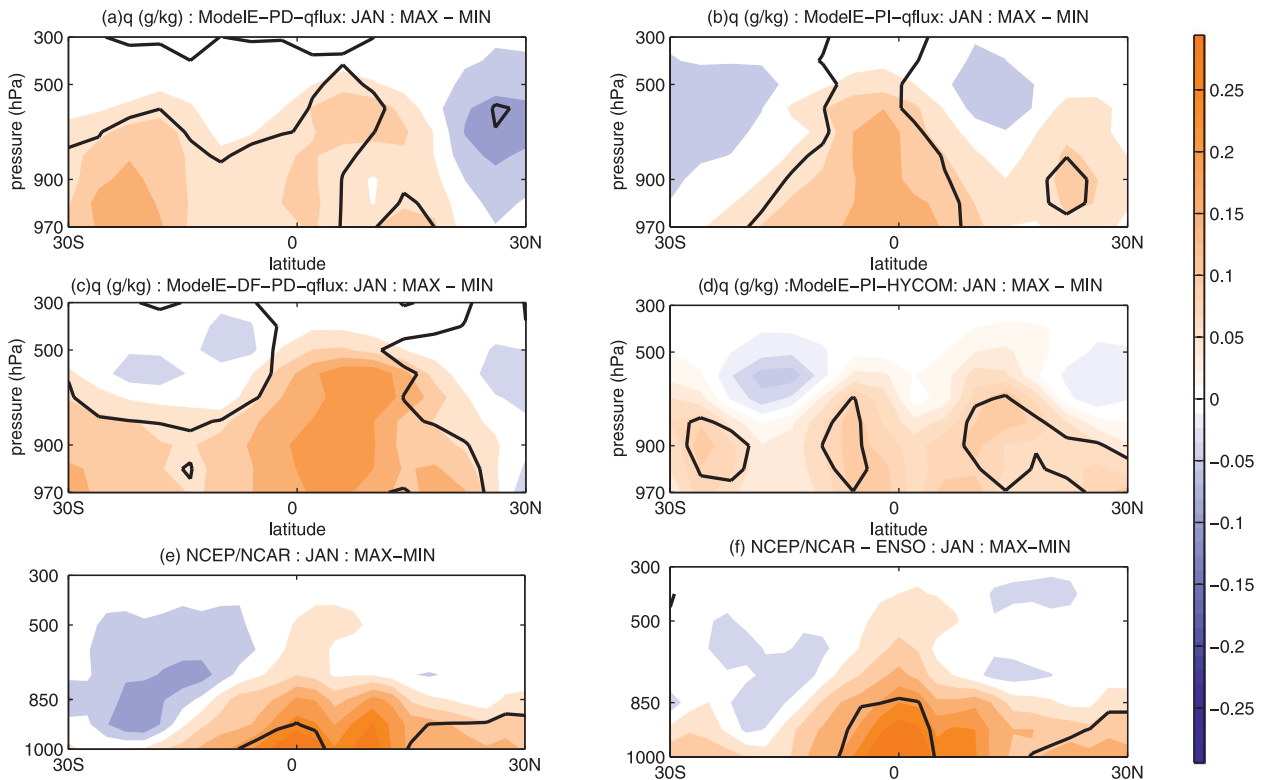 (a)q (g/kg) : ModelE−PD−qflux: JAN : MAX − MIN
300
500
900
970
pressure (hPa)
30S
0
30N
latitude
(b)q (g/kg) : ModelE−PI−qflux: JAN : MAX − MIN
300
500
900
970
pressure (hPa)
30S
0
30N
latitude
(c)q (g/kg) : ModelE−DF−PD−qflux: JAN : MAX − MIN
300
500
900
970
pressure (hPa)
30S
0
30N
latitude
(d)q (g/kg) :ModelE−PI−HYCOM: JAN : MAX − MIN
300
500
900
970
pressure (hPa)
30S
0
30N
latitude
(e) NCEP/NCAR : JAN : MAX−MIN
300
500
850
1000
30S
0
30N
(f) NCEP/NCAR − ENSO : JAN : MAX−MIN
300
500
850
1000
30S
0
30N
0.25
0.2
0.15
0.1
0.05
0
−0.05
−0.1
−0.15
−0.2
−0.25